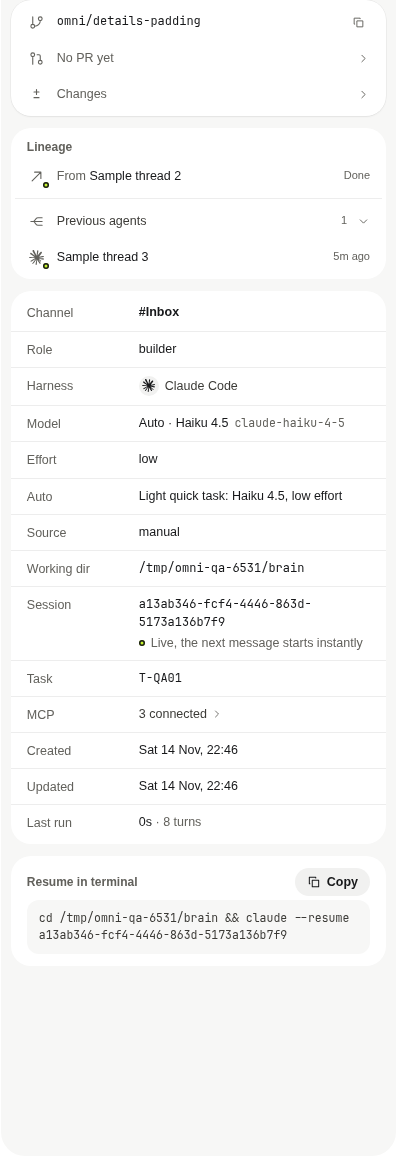 omni/details-padding
No PR yet
Changes
Lineage
From Sample thread 2 Done
Previous agents 1
Sample thread 3 5m ago
Channel #Inbox
Role builder
Harness Claude Code
Model Auto · Haiku 4.5 claude-haiku-4-5
Effort low
Auto Light quick task: Haiku 4.5, low effort
Source manual
Working dir /tmp/omni-qa-6531/brain
Session a13ab346-fcf4-4446-863d-
5173a136b7f9
Live, the next message starts instantly
Task T-QA01
MCP 3 connected
Created Sat 14 Nov, 22:46
Updated Sat 14 Nov, 22:46
Last run 0s · 8 turns
Resume in terminal Copy
cd /tmp/omni-qa-6531/brain && claude --resume
a13ab346-fcf4-4446-863d-5173a136b7f9